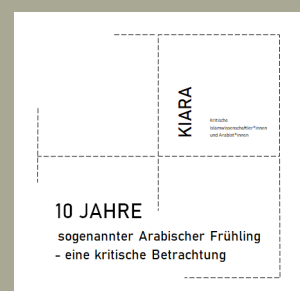 KIARA
Kritische
Islamwissenschaftler*innen
und Arabist*innen
10 JAHRE
sogenannter Arabischer Frühling
- eine kritische Betrachtung